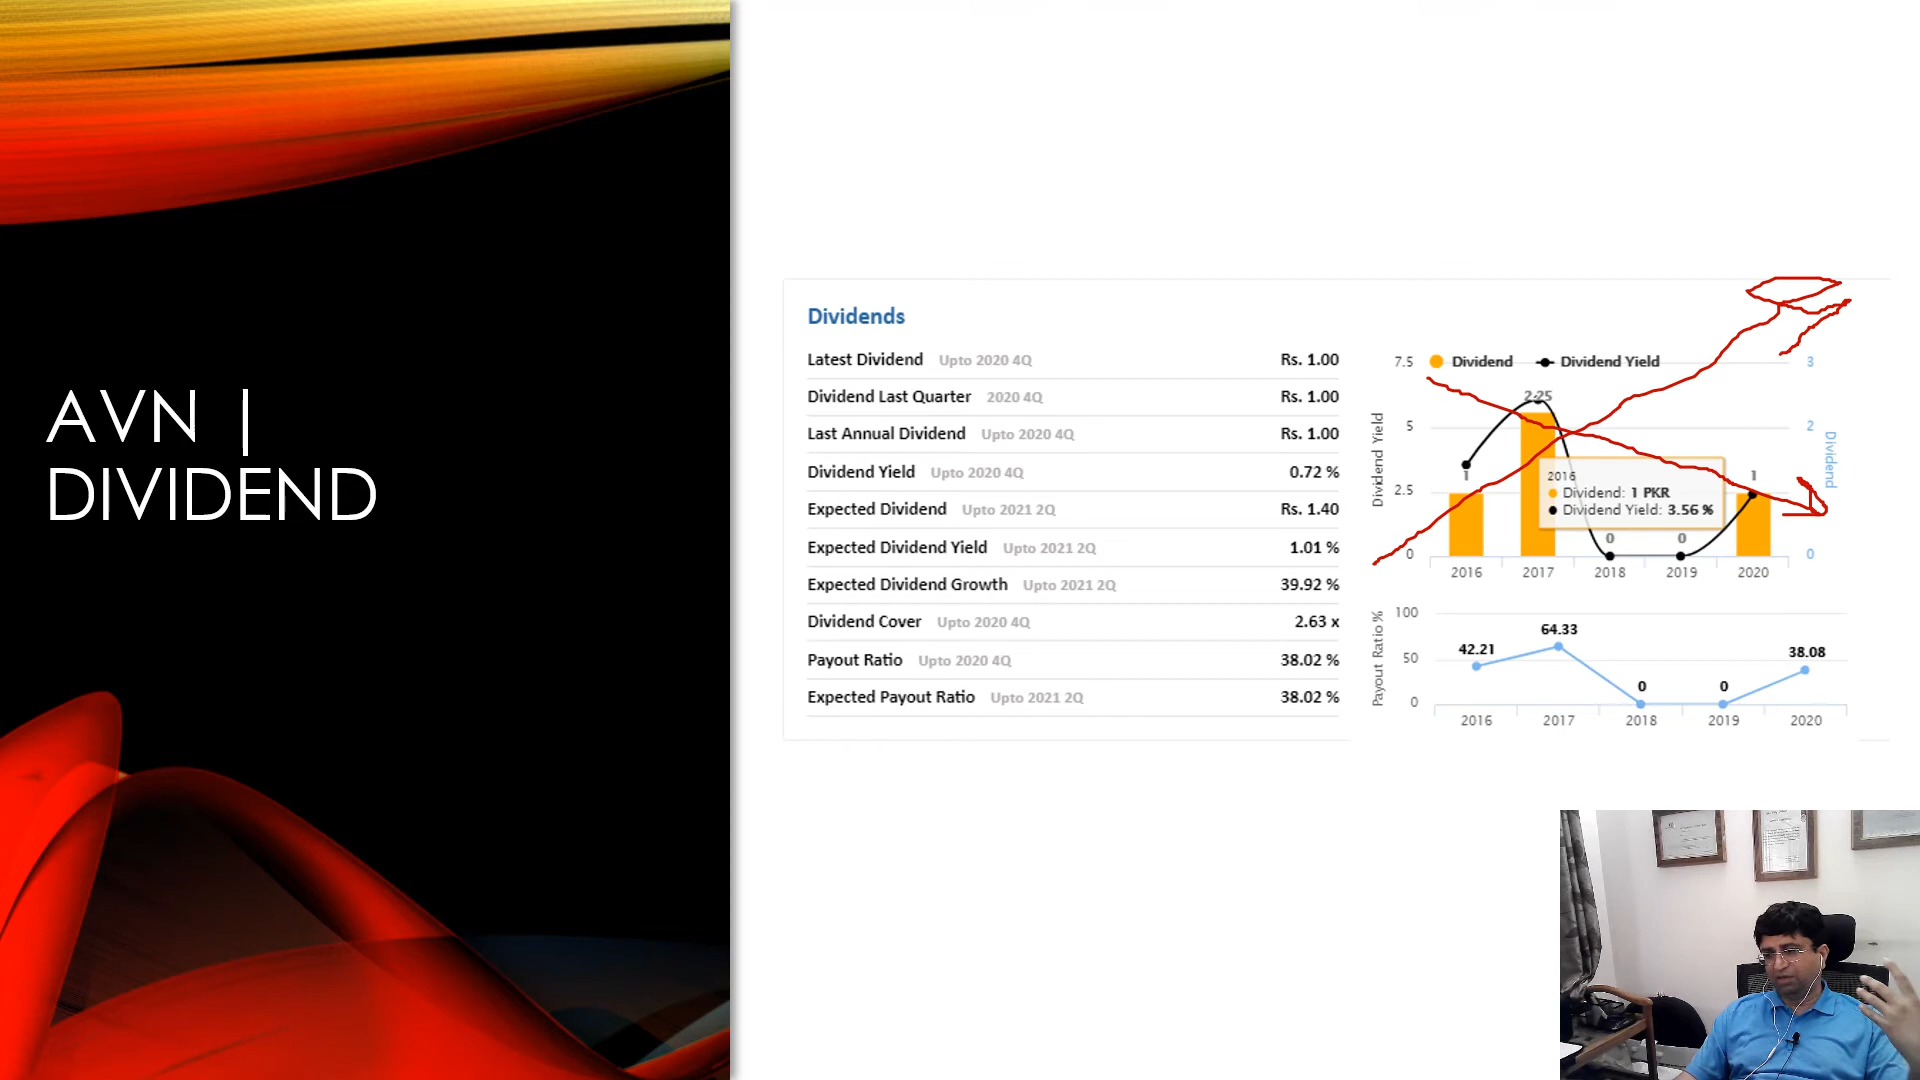 AVN |
DIVIDEND
Dividends
Latest Dividend Upto 2020 4Q Rs. 1.00
Dividend Last Quarter 2020 4Q Rs. 1.00
Last Annual Dividend Upto 2020 4Q Rs. 1.00
Dividend Yield Upto 2020 4Q 0.72 %
Expected Dividend Upto 2021 2Q Rs. 1.40
Expected Dividend Yield Upto 2021 2Q 1.01 %
Expected Dividend Growth Upto 2021 2Q 39.92 %
Dividend Cover Upto 2020 4Q 2.63 x
Payout Ratio Upto 2020 4Q 38.02 %
Expected Payout Ratio Upto 2021 2Q 38.02 %
Dividend Dividend Yield
Dividend Yield
7.5
5
2.5
0
3
2
0
Dividend
1
2.25
0
0
1
2016
Dividend: 1 PKR
Dividend Yield: 3.56 %
2016 2017 2018 2019 2020
Payout Ratio %
100
50
0
42.21 64.33 0 0 38.08
2016 2017 2018 2019 2020